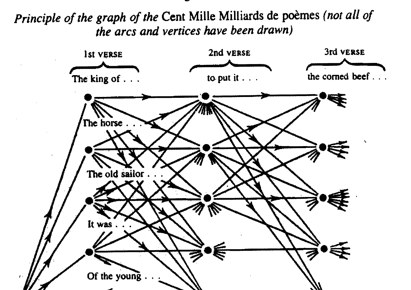 Principle of the graph of the Cent Mille Milliards de poèmes (not all of
the arcs and vertices have been drawn)
1st VERSE
2nd VERSE
3rd VERSE
The king of . . .
to put it . . .
the corned beef . . .
The horse . . .
The old sailor . . .
It was . . .
Of the young . . .